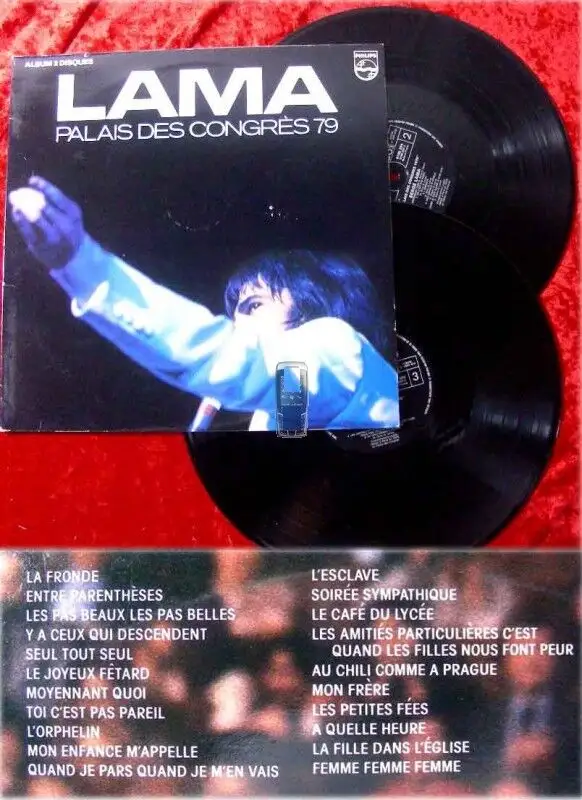 ALBUM 2 DISQUES
PHILIPS
LAMA
PALAIS DES CONGRÈS 79
2
3
LA FRONDE
ENTRE PARENTHÈSES
LES PAS BEAUX LES PAS BELLES
Y A CEUX QUI DESCENDENT
SEUL TOUT SEUL
LE JOYEUX FÊTARD
MOYENNANT QUOI
TOI C'EST PAS PAREIL
L'ORPHELIN
MON ENFANCE M'APPELLE
QUAND JE PARS QUAND JE M'EN VAIS
L'ESCLAVE
SOIRÉE SYMPATHIQUE
LE CAFÉ DU LYCÉE
LES AMITIÉS PARTICULIÈRES C'EST
QUAND LES FILLES NOUS FONT PEUR
AU CHILI COMME A PRAGUE
MON FRÈRE
LES PETITES FÉES
A QUELLE HEURE
LA FILLE DANS L'ÉGLISE
FEMME FEMME FEMME